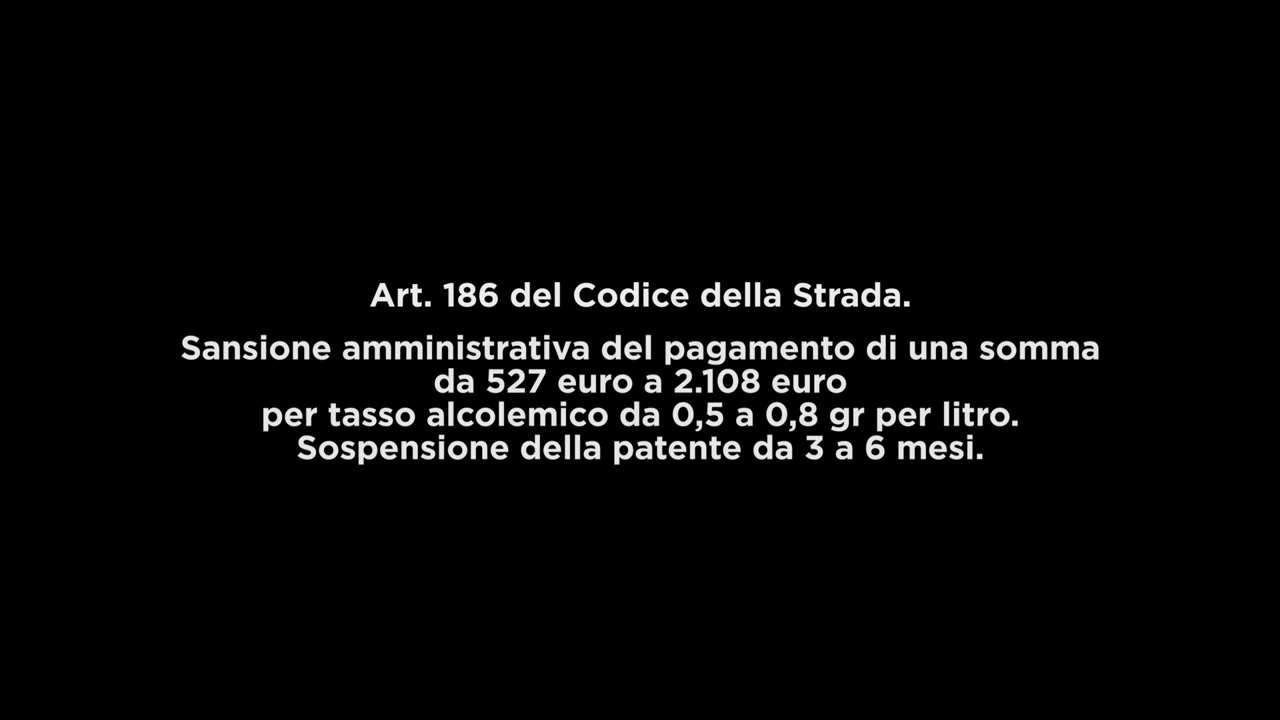 Art. 186 del Codice della Strada.
Sansione amministrativa del pagamento di una somma
da 527 euro a 2.108 euro
per tasso alcolemico da 0,5 a 0,8 gr per litro.
Sospensione della patente da 3 a 6 mesi.